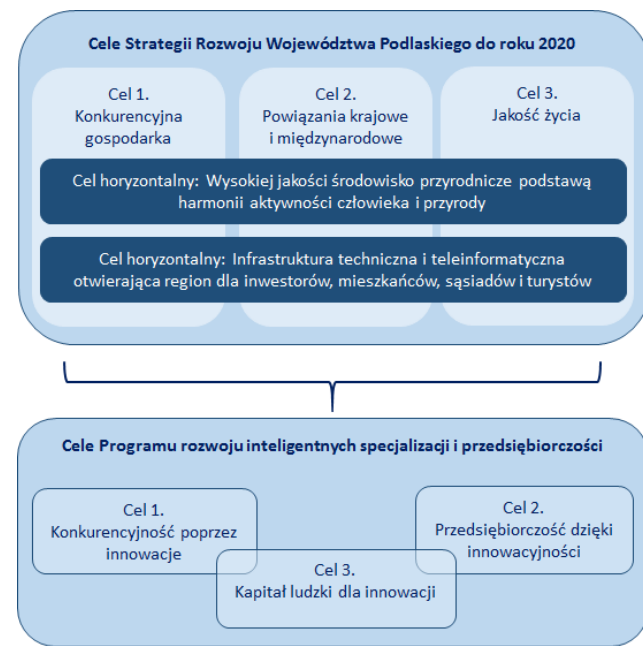 Cele Strategii Rozwoju Województwa Podlaskiego do roku 2020
Cel 1.
Konkurencyjna
gospodarka
Cel 2.
Powiązania krajowe
i międzynarodowe
Cel 3.
Jakość życia
Cel horyzontalny: Wysokiej jakości środowisko przyrodnicze podstawą
harmonii aktywności człowieka i przyrody
Cel horyzontalny: Infrastruktura techniczna i teleinformatyczna
otwierająca region dla inwestorów, mieszkańców, sąsiadów i turystów
Cele Programu rozwoju inteligentnych specjalizacji i przedsiębiorczości
Cel 1.
Konkurencyjność poprzez
innowacje
Cel 2.
Przedsiębiorczość dzięki
innowacyjności
Cel 3.
Kapitał ludzki dla innowacji